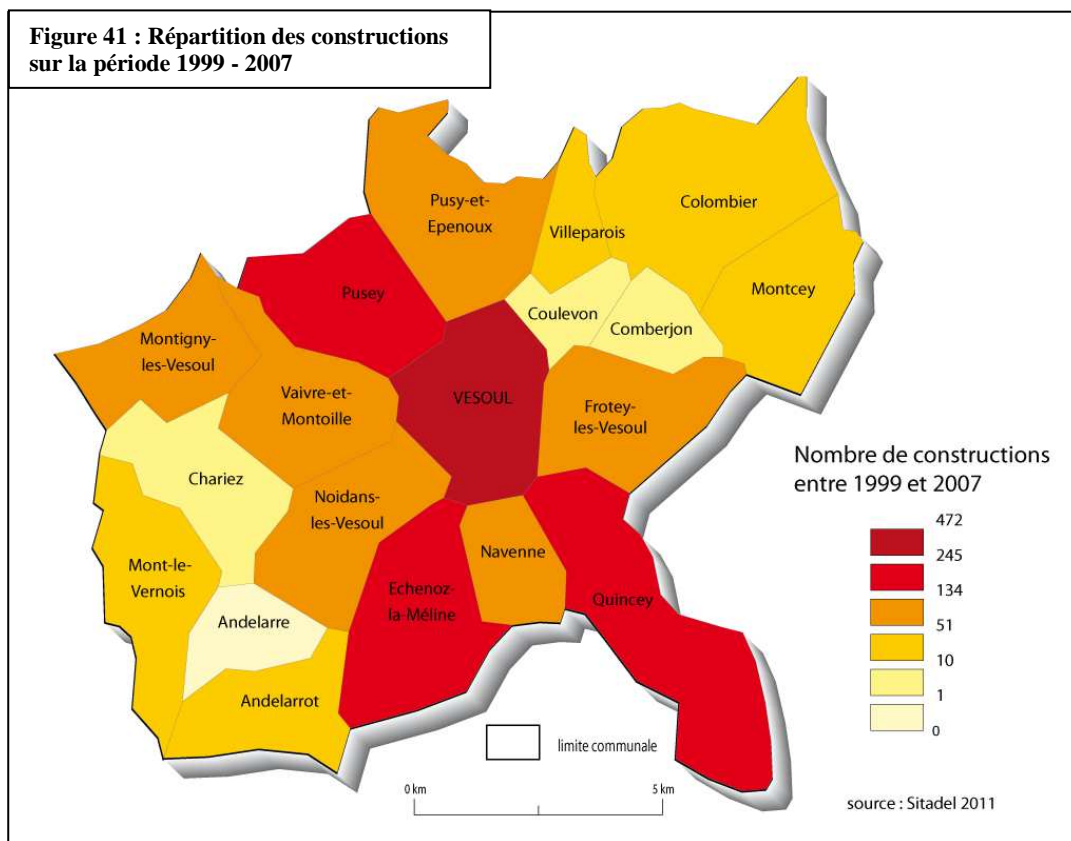 Figure 41 : Répartition des constructions
sur la période 1999 - 2007
Pusy-et-
Epenoux
Villeparois
Colombier
Montcey
Pusey
Coulevon
Comberjon
Montigny-
les-Vesoul
Vaivre-et-
Montoille
VESOUL
Frotey-
les-Vesoul
Chariez
Noidans-
les-Vesoul
Navenne
Mont-le-
Vernois
Echenoz-
la-Méline
Quincey
Andelarre
Andelarrot
Nombre de constructions
entre 1999 et 2007
472
245
134
51
10
1
0
limite communale
0 km
5 km
source : Sitadel 2011